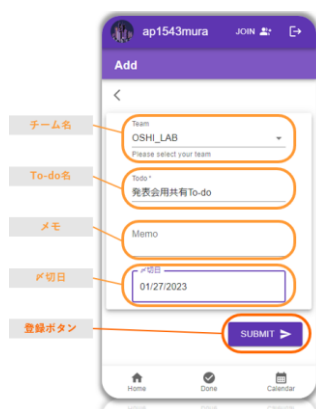 ap1543mura
JOIN
Add
チーム名
Team
OSHI_LAB
Please select your team
To-do名
Todo *
発表会用共有To-do
メモ
Memo
〆切日
〆切日
01/27/2023
登録ボタン
SUBMIT
Home
Done
Calendar